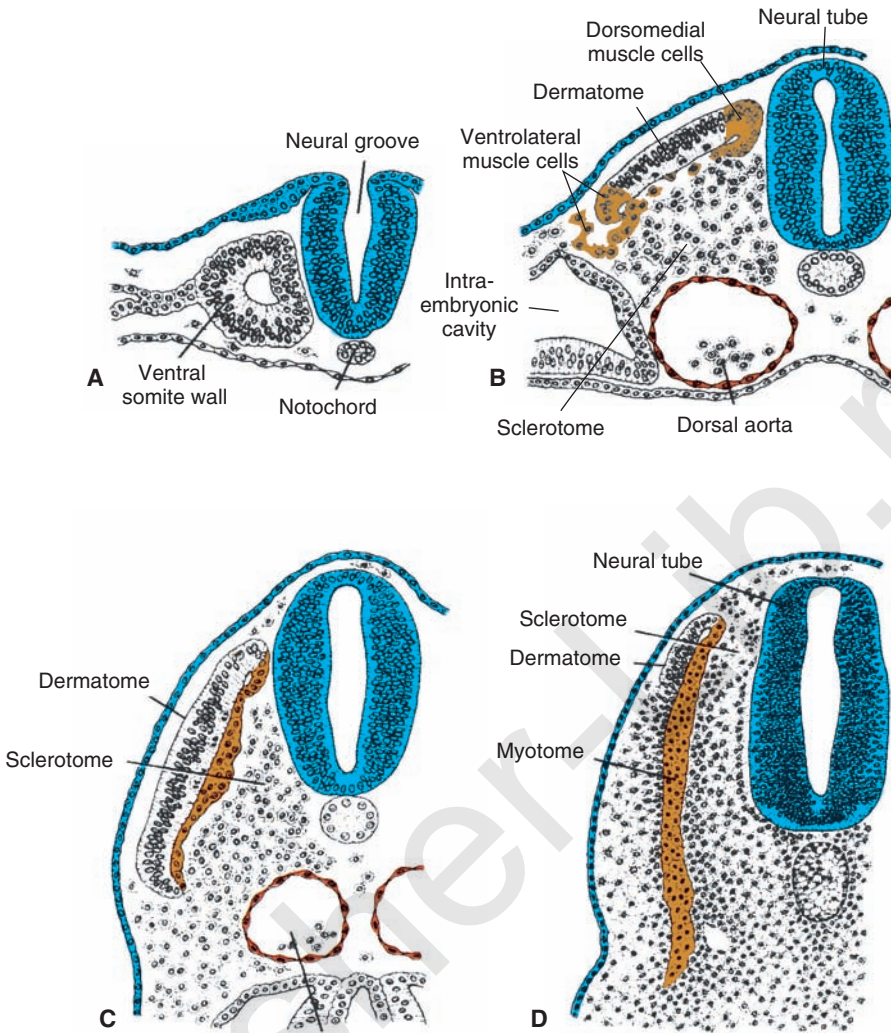 Neural groove
Ventral
somite wall
Notochord
A
Neural tube
Dorsomedial
muscle cells
Dermatome
Ventrolateral
muscle cells
Intra-
embryonic
cavity
Sclerotome
Dorsal aorta
B
Dermatome
Sclerotome
C
Neural tube
Sclerotome
Dermatome
Myotome
D